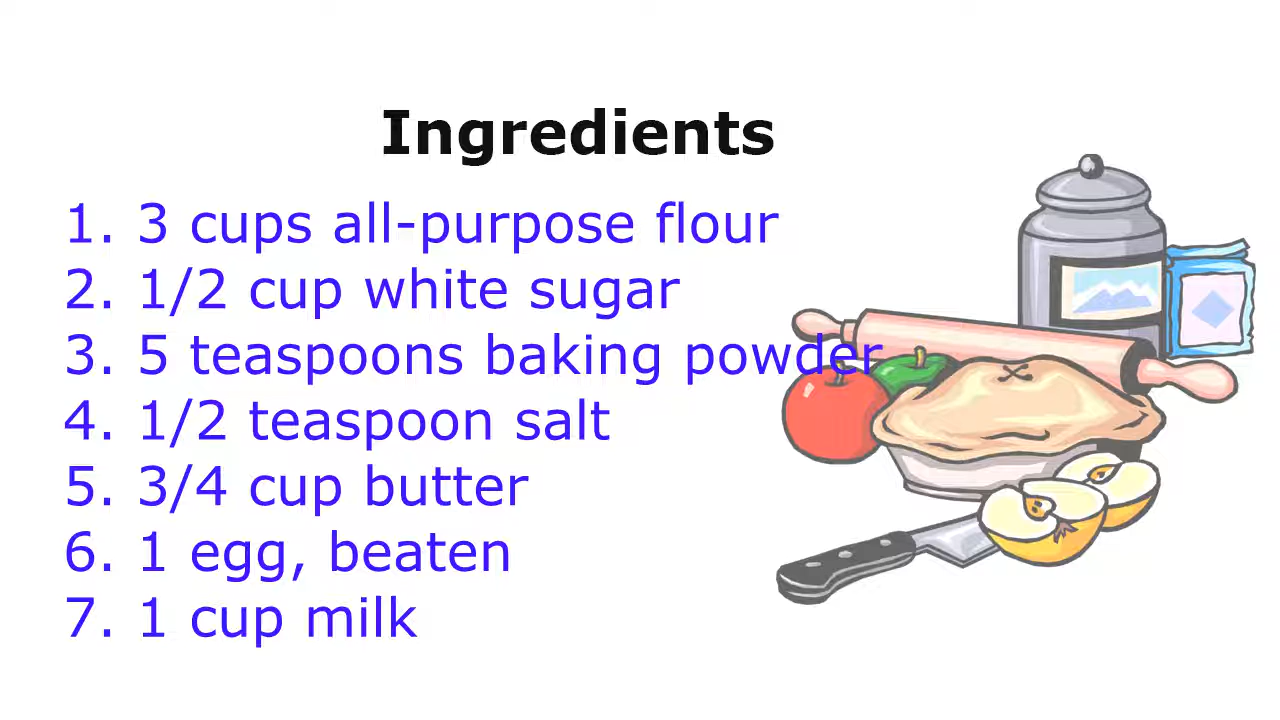 Ingredients
1. 3 cups all-purpose flour
2. 1/2 cup white sugar
3. 5 teaspoons baking powder
4. 1/2 teaspoon salt
5. 3/4 cup butter
6. 1 egg, beaten
7. 1 cup milk